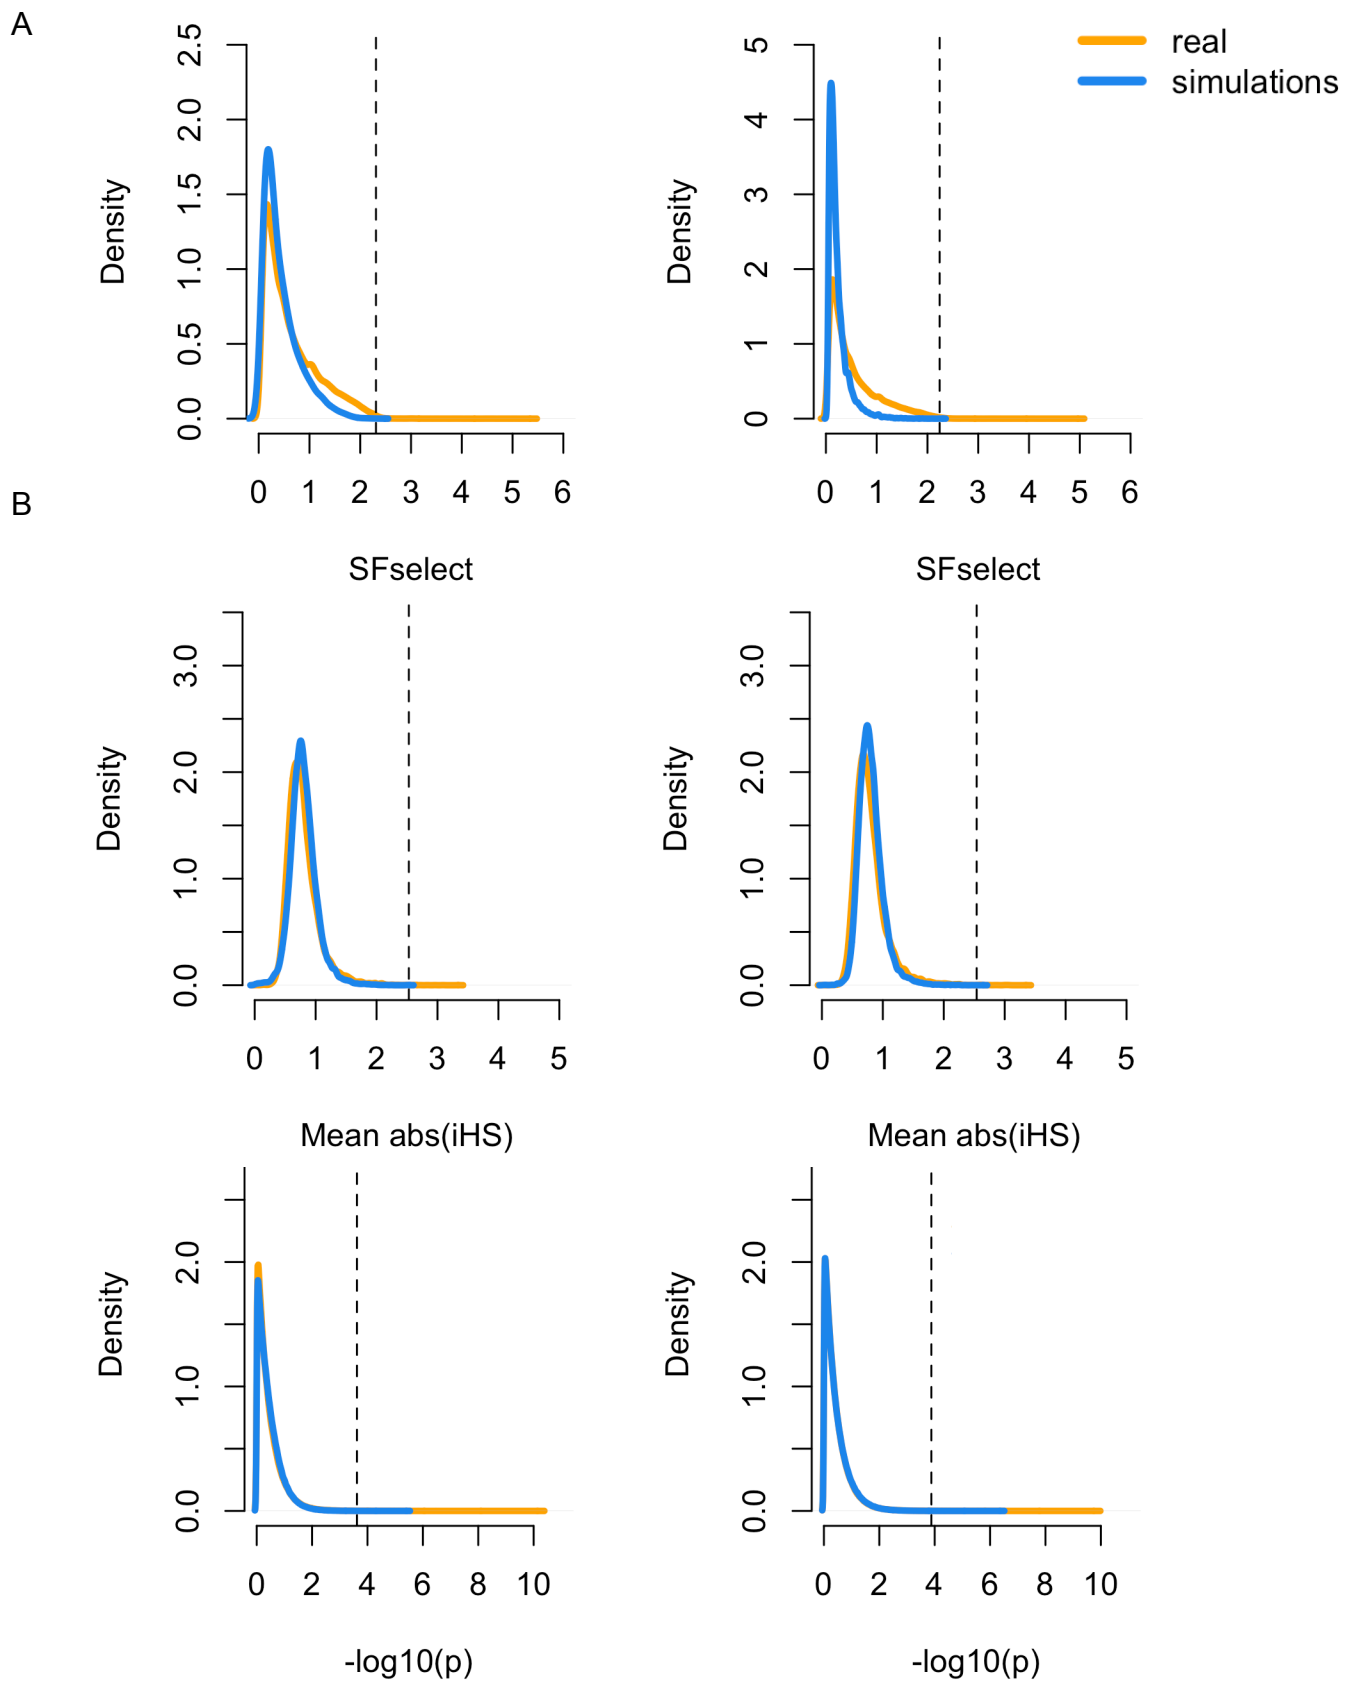 A
real
simulations
Density
0.0 0.5 1.0 1.5 2.0 2.5
0 1 2 3 4 5 6
SFselect
Density
0 1 2 3 4 5
0 1 2 3 4 5 6
SFselect
B
Density
0.0 1.0 2.0 3.0
0 1 2 3 4 5
Mean abs(iHS)
Density
0.0 1.0 2.0 3.0
0 1 2 3 4 5
Mean abs(iHS)
Density
0.0 1.0 2.0
0 2 4 6 8 10
-log10(p)
Density
0.0 1.0 2.0
0 2 4 6 8 10
-log10(p)